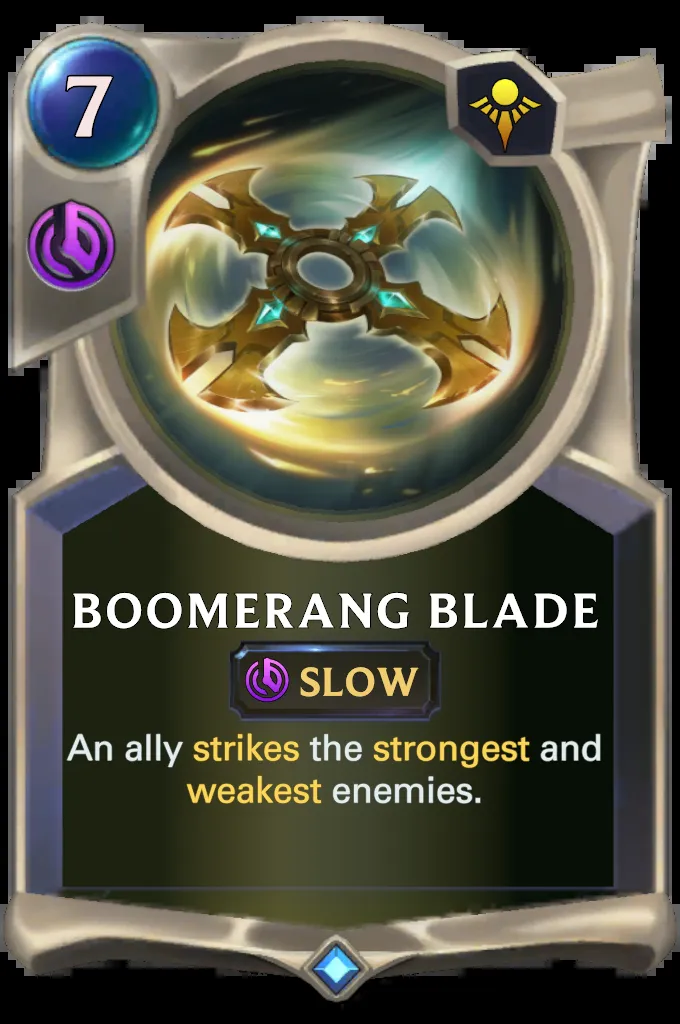 7
BOOMERANG BLADE
SLOW
An ally strikes the strongest and
weakest enemies.